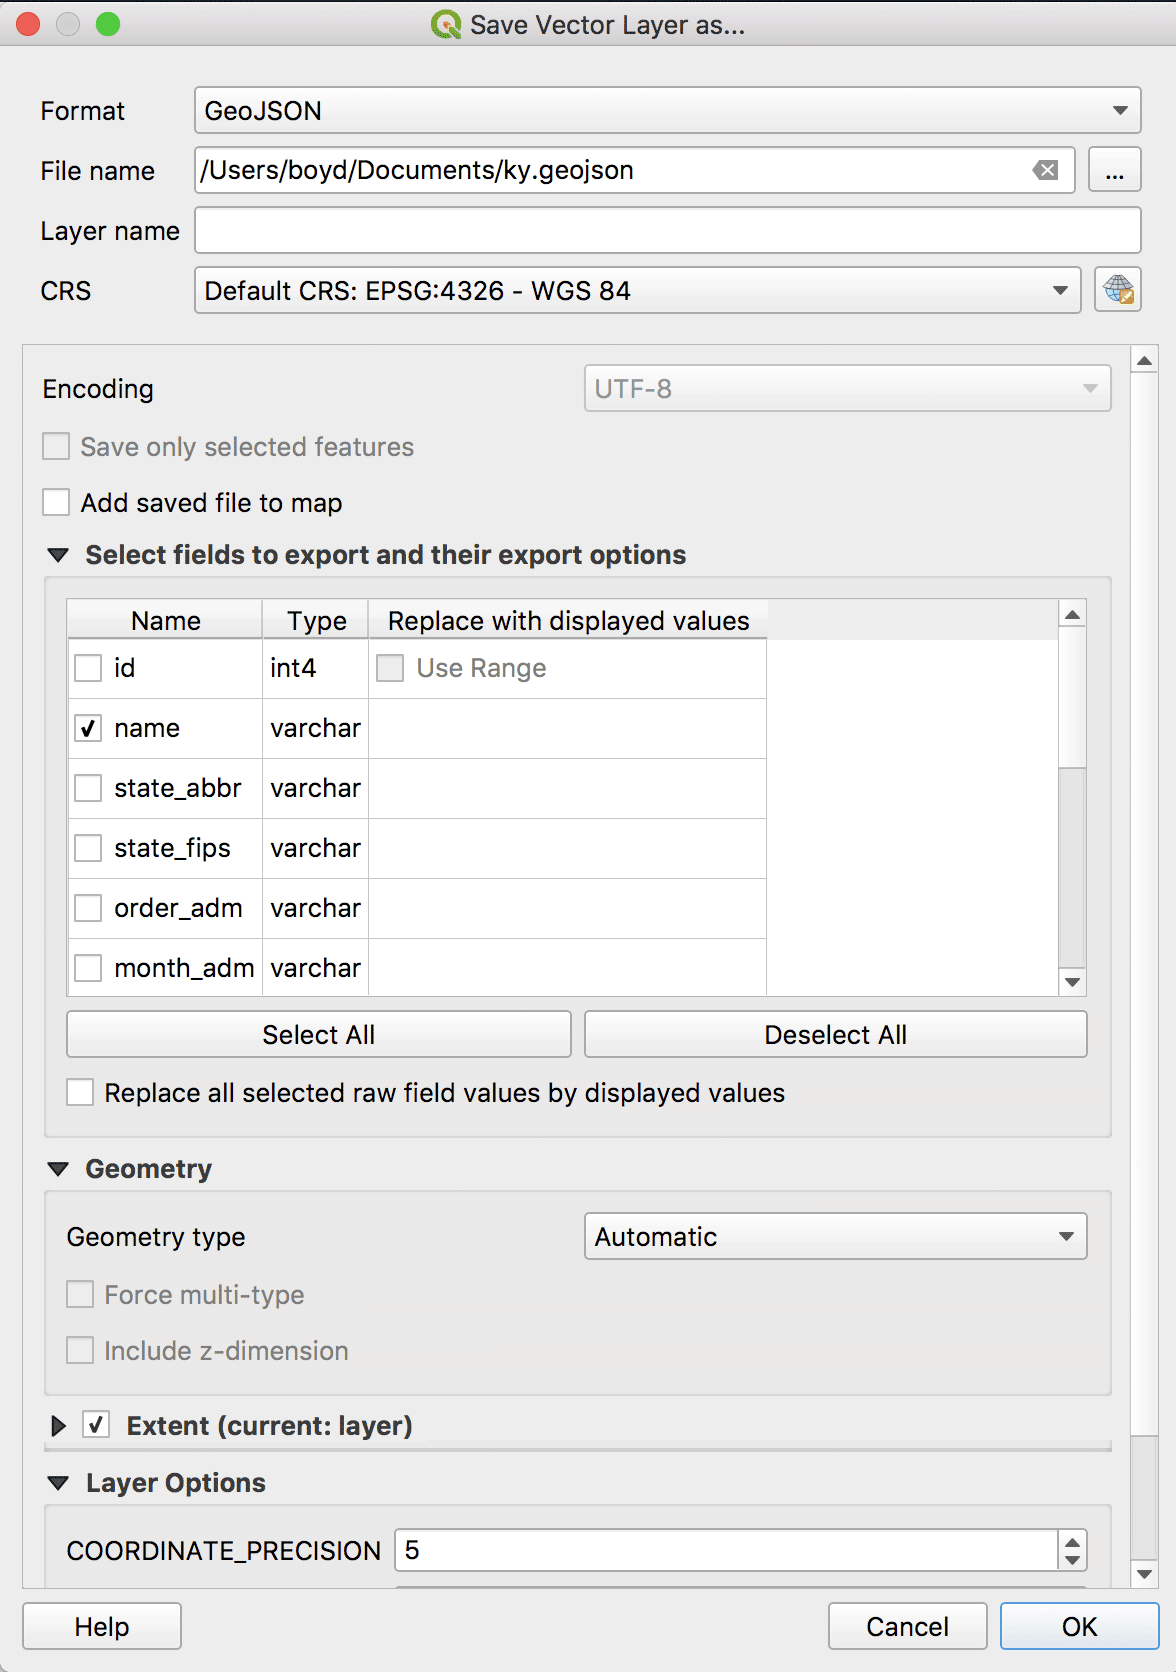 Save Vector Layer as...
Format GeoJSON
File name /Users/boyd/Documents/ky.geojson ...
Layer name
CRS Default CRS: EPSG:4326 - WGS 84
Encoding UTF-8
Save only selected features
Add saved file to map
Select fields to export and their export options
Name Type Replace with displayed values
id int4 Use Range
name varchar
state_abbr varchar
state_fips varchar
order_adm varchar
month_adm varchar
Select All Deselect All
Replace all selected raw field values by displayed values
Geometry
Geometry type Automatic
Force multi-type
Include z-dimension
Extent (current: layer)
Layer Options
COORDINATE_PRECISION 5
Help Cancel OK